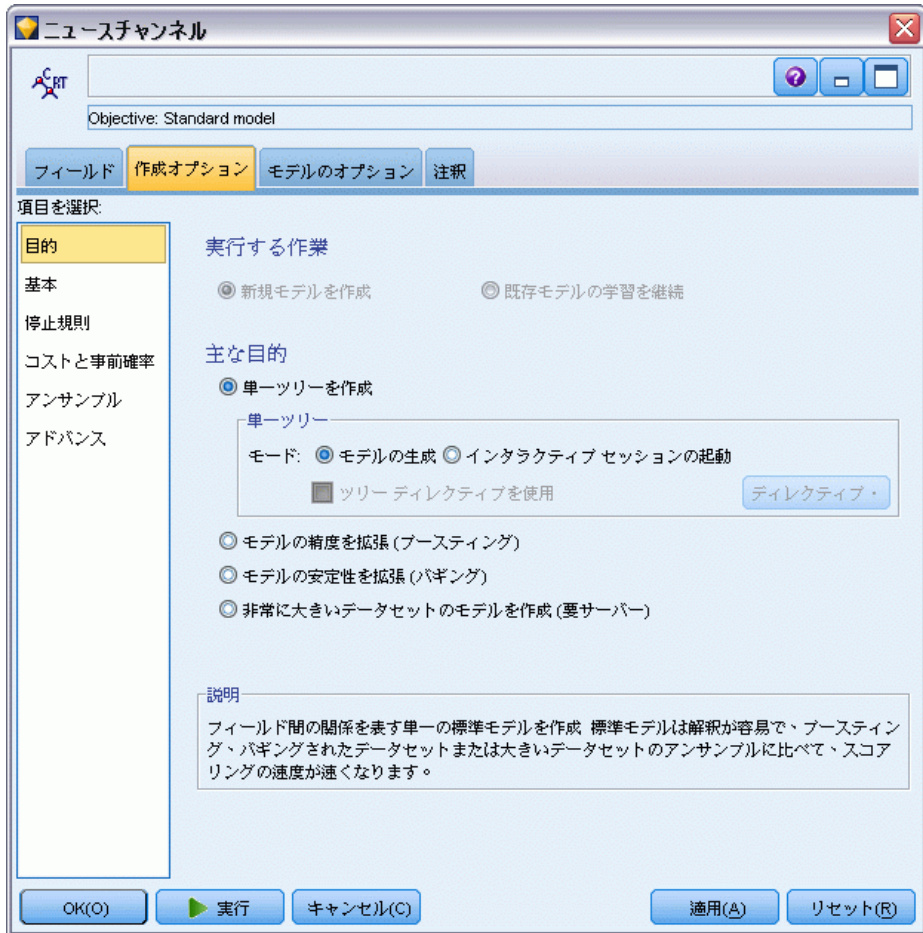 ニュースチャンネル
C RT
Objective: Standard model
フィールド
作成オプション
モデルのオプション
注釈
項目を選択:
目的
基本
停止規則
コストと事前確率
アンサンブル
アドバンス
実行する作業
新規モデルを作成
既存モデルの学習を継続
主な目的
単一ツリーを作成
単一ツリー
モード: モデルの生成 インタラクティブ セッションの起動
ツリー ディレクティブを使用
ディレクティブ・
モデルの精度を拡張 (ブースティング)
モデルの安定性を拡張 (バギング)
非常に大きいデータセットのモデルを作成 (要サーバー)
説明
フィールド間の関係を表す単一の標準モデルを作成 標準モデルは解釈が容易で、ブースティン
グ、バギングされたデータセットまたは大きいデータセットのアンサンブルに比べて、スコア
リングの速度が速くなります。
OK(O)
実行
キャンセル(C)
適用(A)
リセット(R)